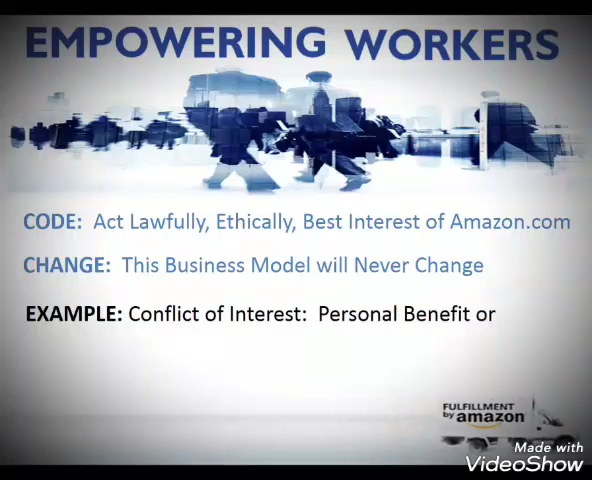 EMPOWERING WORKERS
CODE: Act Lawfully, Ethically, Best Interest of Amazon.com
CHANGE: This Business Model will Never Change
EXAMPLE: Conflict of Interest: Personal Benefit or
FULFILLMENT
by amazon
Made with
VideoShow